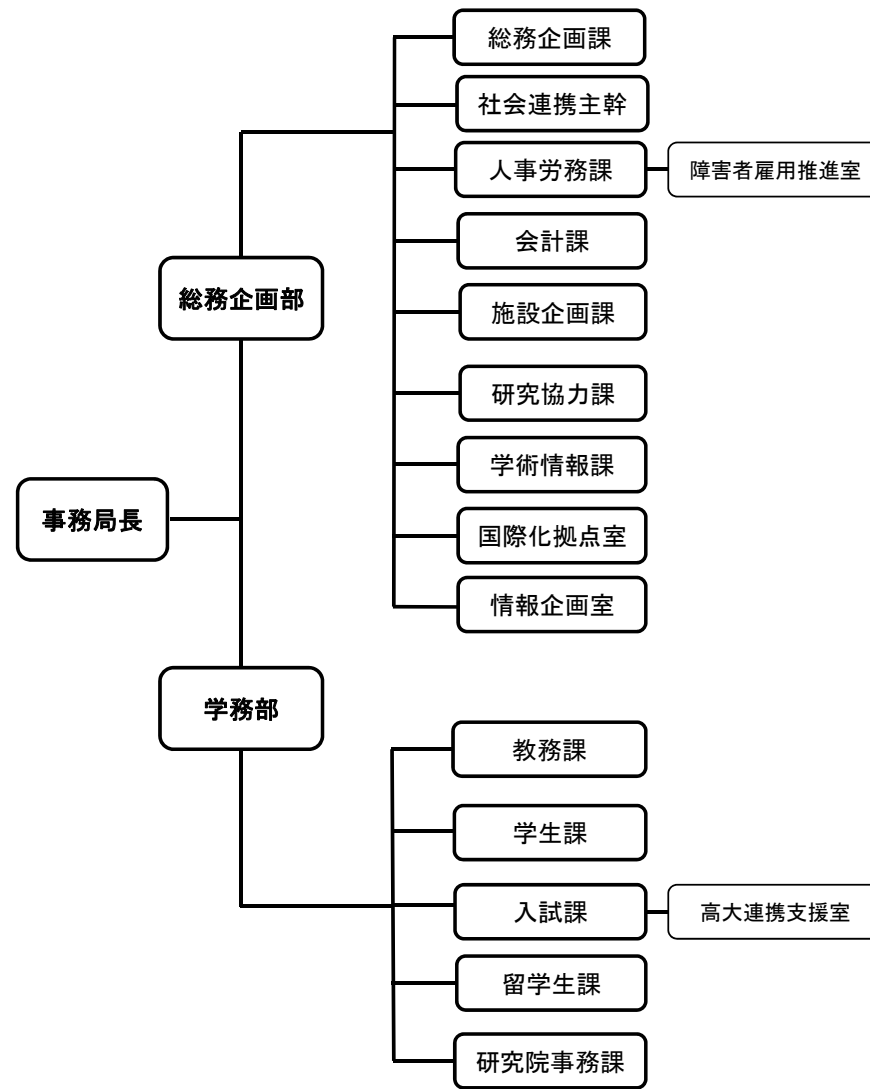 総務企画課
社会連携主幹
人事労務課
障害者雇用推進室
会計課
総務企画部
施設企画課
研究協力課
学術情報課
事務局長
国際化拠点室
情報企画室
学務部
教務課
学生課
入試課
高大連携支援室
留学生課
研究院事務課